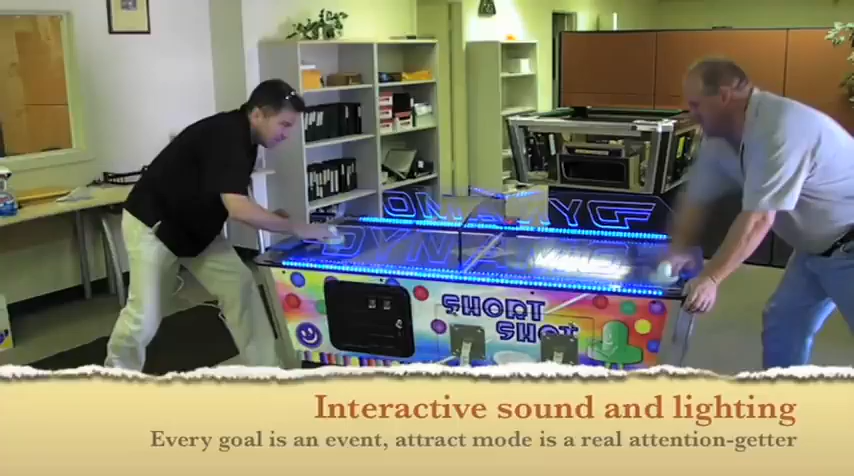 SHORT
SHOT
Interactive sound and lighting
Every goal is an event, attract mode is a real attention-getter